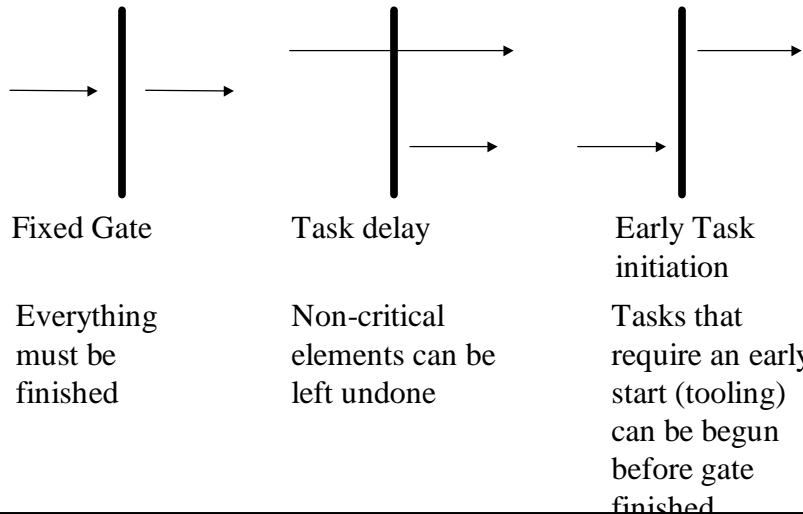 Fixed Gate
Task delay
Early Task
initiation
Everything
must be
finished
Non-critical
elements can be
left undone
Tasks that
require an early
start (tooling)
can be begun
before gate
finished